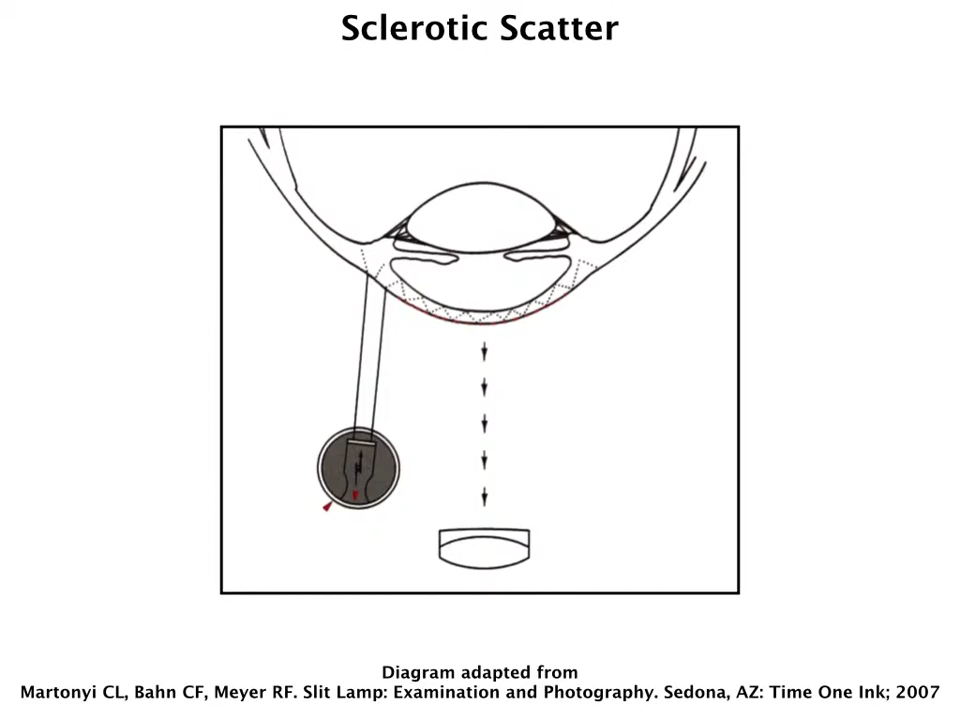 Sclerotic Scatter
Diagram adapted from
Martonyi CL, Bahn CF, Meyer RF. Slit Lamp: Examination and Photography. Sedona, AZ: Time One Ink; 2007